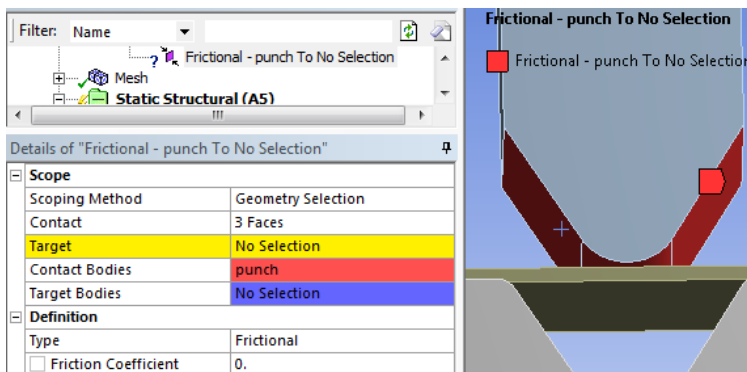 Filter: Name
Frictional - punch To No Selection
Mesh
Static Structural (A5)
Details of "Frictional - punch To No Selection"
Scope
Scoping Method Geometry Selection
Contact 3 Faces
Target No Selection
Contact Bodies punch
Target Bodies No Selection
Definition
Type Frictional
Friction Coefficient 0.
Frictional - punch To No Selection
Frictional - punch To No Selection